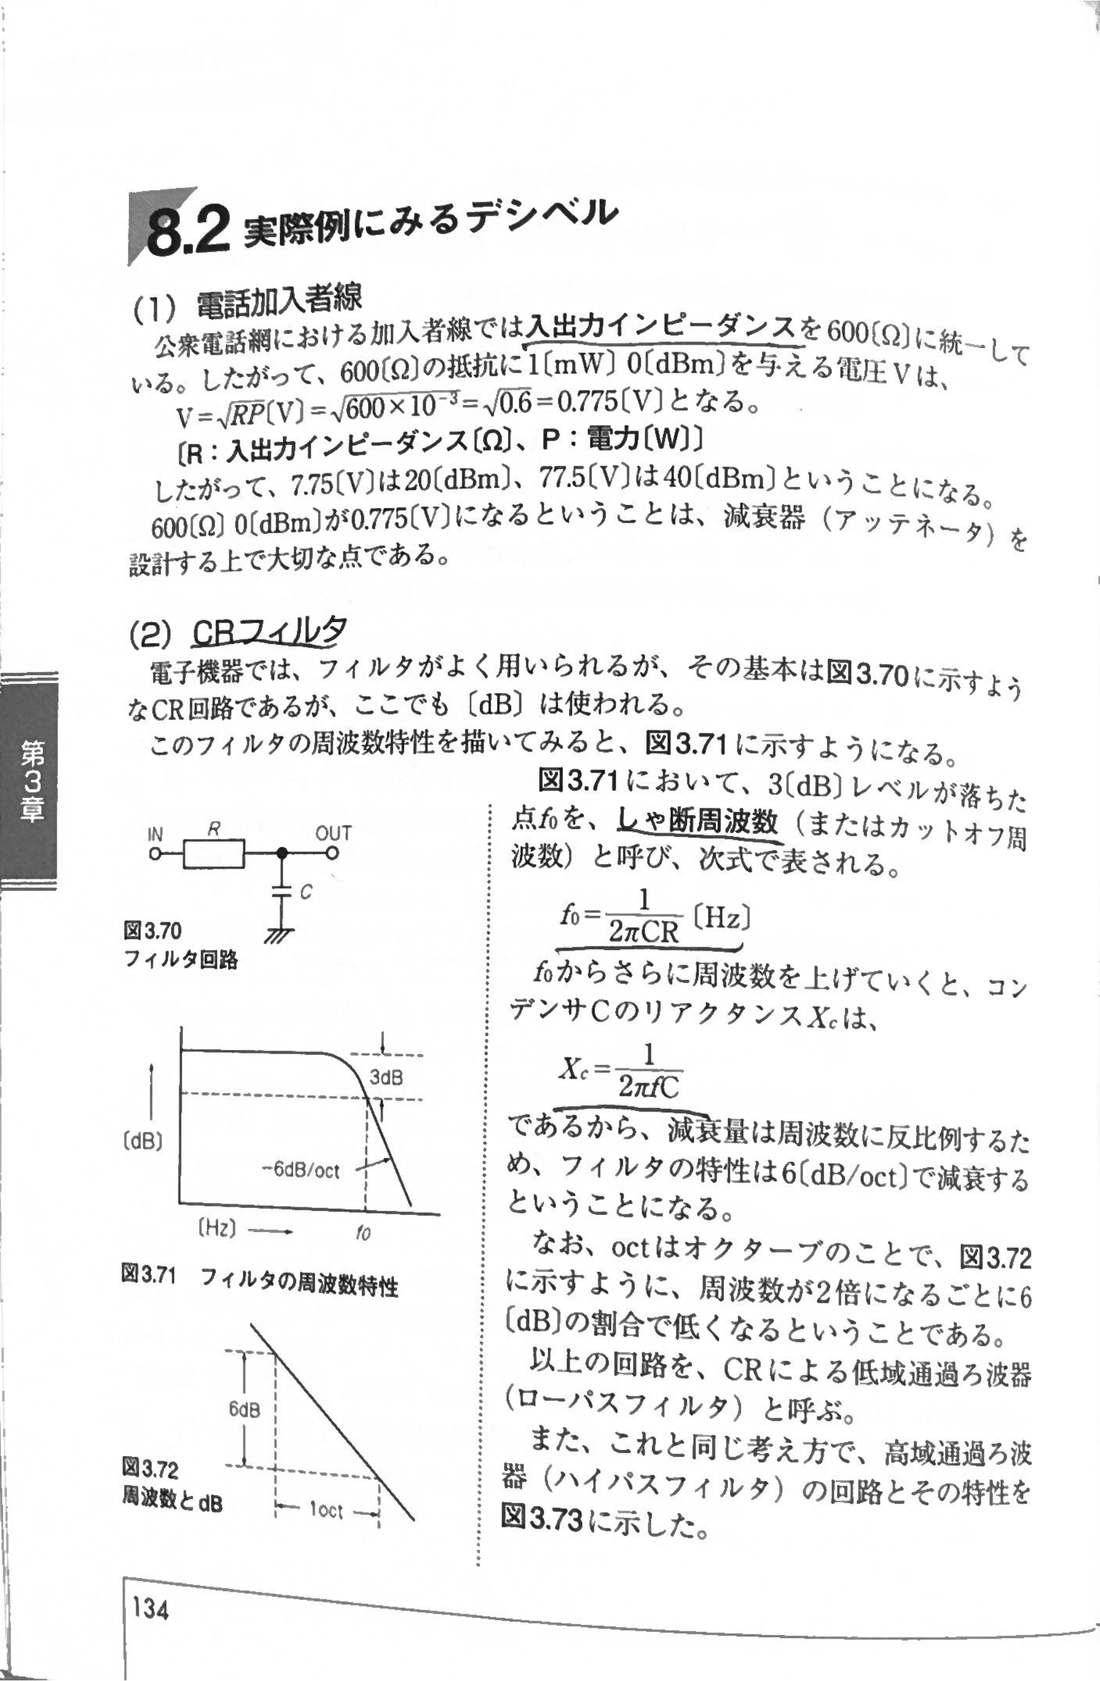 8.2 実際例にみるデシベル
(1) 電話加入者線
公衆電話網における加入者線では入出力インピーダンスを600〔Ω〕に統一して
いる。したがって、600〔Ω〕の抵抗に1〔mW〕0〔dBm〕を与える電圧Vは、
V=√RP〔V〕=√600×10⁻³=√0.6=0.775〔V〕となる。
〔R：入出力インピーダンス〔Ω〕、P：電力〔W〕〕
したがって、7.75〔V〕は20〔dBm〕、77.5〔V〕は40〔dBm〕ということになる。
600〔Ω〕0〔dBm〕が0.775〔V〕になるということは、減衰器（アッテネータ）を
設計する上で大切な点である。
(2) CRフィルタ
電子機器では、フィルタがよく用いられるが、その基本は図3.70に示すよう
なCR回路であるが、ここでも〔dB〕は使われる。
このフィルタの周波数特性を描いてみると、図3.71に示すようになる。
第3章
IN R OUT
C
図3.70
フィルタ回路
3dB
〔dB〕
-6dB/oct
〔Hz〕 f0
図3.71 フィルタの周波数特性
6dB
1oct
図3.72
周波数とdB
図3.71において、3〔dB〕レベルが落ちた
点f₀を、しゃ断周波数（またはカットオフ周
波数）と呼び、次式で表される。
f₀=1/2πCR〔Hz〕
f₀からさらに周波数を上げていくと、コン
デンサCのリアクタンスXcは、
Xc=1/2πfC
であるから、減衰量は周波数に反比例するた
め、フィルタの特性は6〔dB/oct〕で減衰する
ということになる。
なお、octはオクターブのことで、図3.72
に示すように、周波数が2倍になるごとに6
〔dB〕の割合で低くなるということである。
以上の回路を、CRによる低域通過ろ波器
（ローパスフィルタ）と呼ぶ。
また、これと同じ考え方で、高域通過ろ波
器（ハイパスフィルタ）の回路とその特性を
図3.73に示した。
134